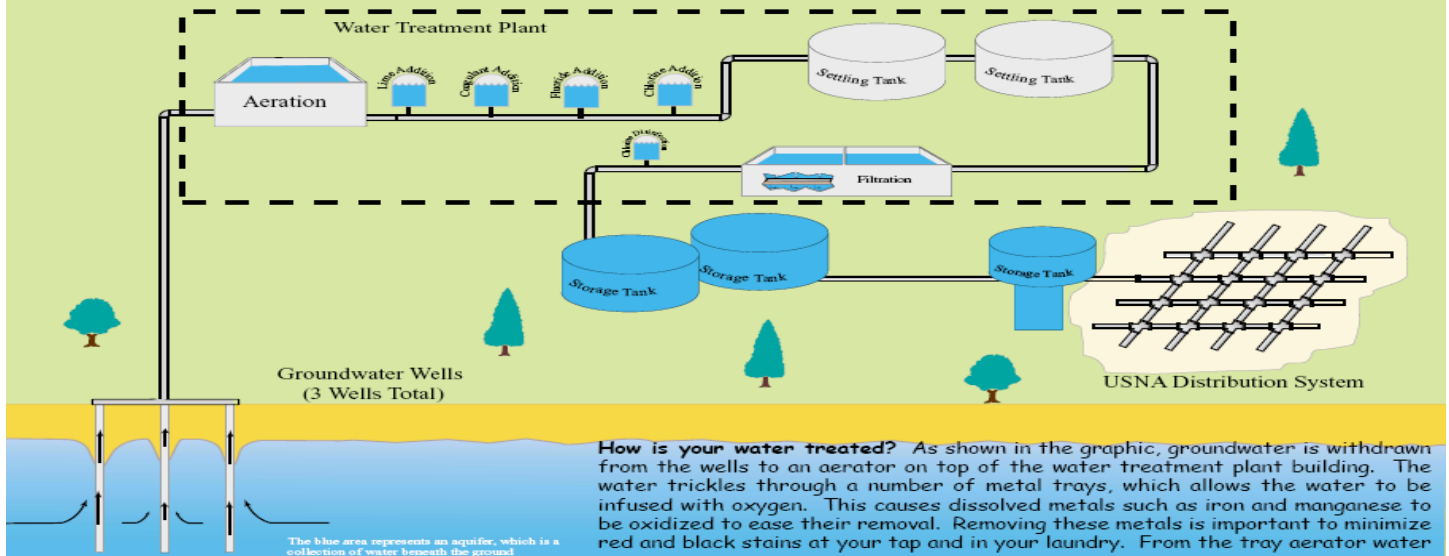 Water Treatment Plant
Aeration
Lime Addition
Coagulant Addition
Fluoride Addition
Chlorine Addition
Settling Tank
Settling Tank
Chlorine Disinfection
Filtration
Storage Tank
Storage Tank
Storage Tank
USNA Distribution System
Groundwater Wells
(3 Wells Total)
How is your water treated? As shown in the graphic, groundwater is withdrawn
from the wells to an aerator on top of the water treatment plant building. The
water trickles through a number of metal trays, which allows the water to be
infused with oxygen. This causes dissolved metals such as iron and manganese to
be oxidized to ease their removal. Removing these metals is important to minimize
red and black stains at your tap and in your laundry. From the tray aerator water
The blue area represents an aquifer, which is a
collection of water beneath the ground